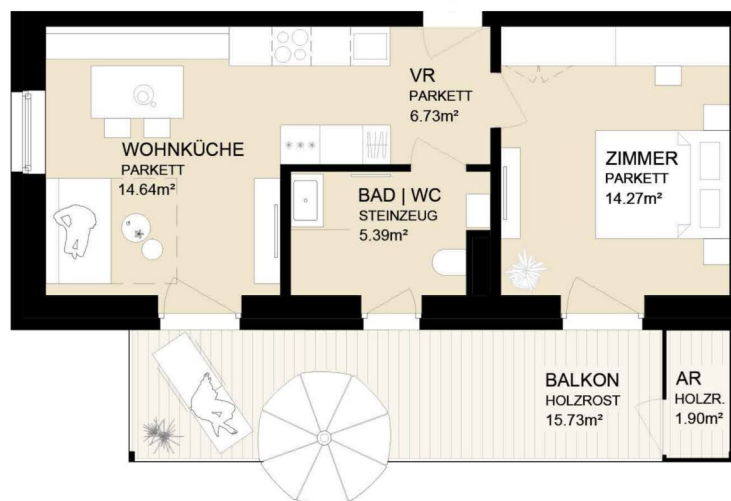 VR
PARKETT
6.73m²
WOHNKÜCHE
PARKETT
14.64m²
ZIMMER
PARKETT
14.27m²
BAD | WC
STEINZEUG
5.39m²
BALKON
HOLZROST
15.73m²
AR
HOLZR.
1.90m²